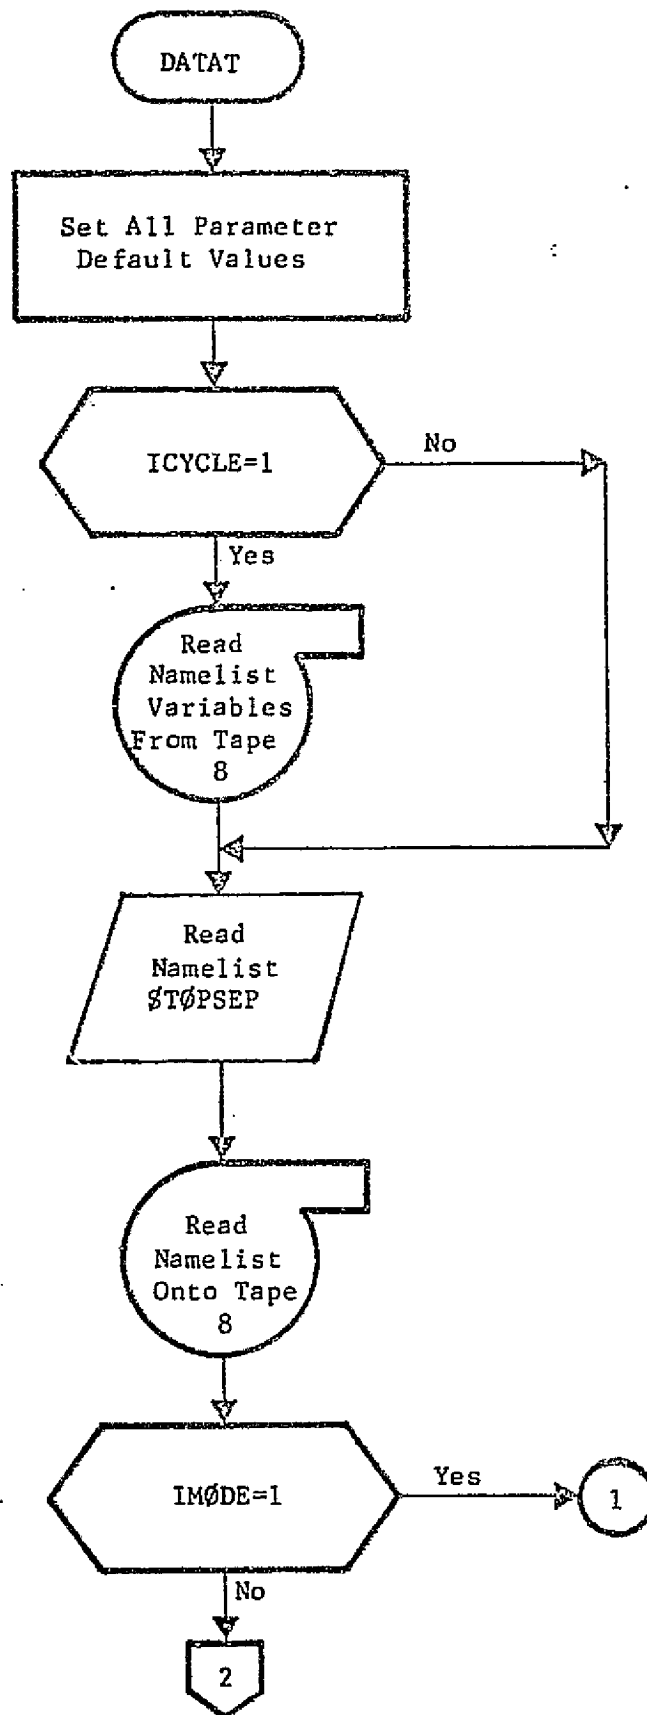 DATAT
Set All Parameter
Default Values
ICYCLE=1
No
Yes
Read
Namelist
Variables
From Tape
8
Read
Namelist
$TØPSEP
Read
Namelist
Onto Tape
8
IMØDE=1
Yes
1
No
2